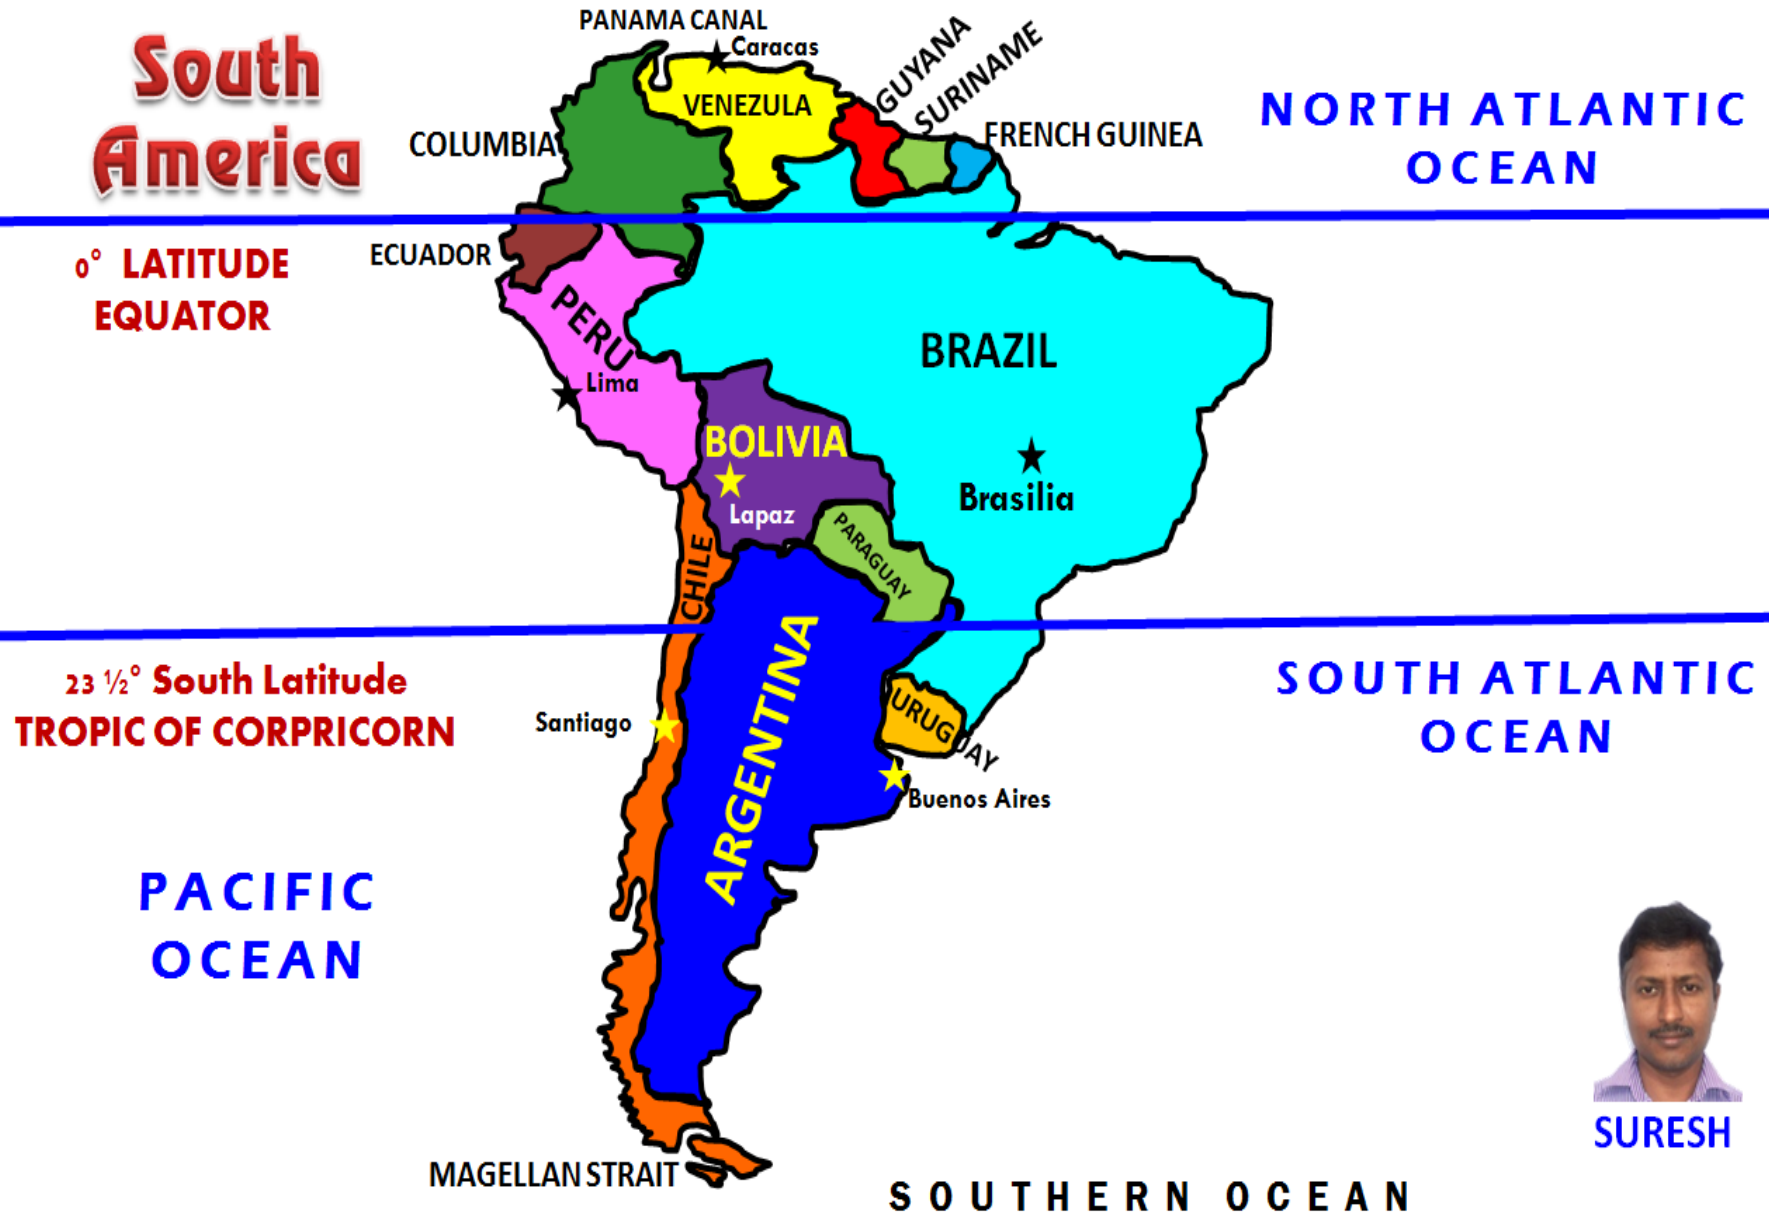 South
America
PANAMA CANAL
Caracas
GUYANA
SURINAME
VENEZULA
COLUMBIA
FRENCH GUINEA
NORTH ATLANTIC
OCEAN
0° LATITUDE
EQUATOR
ECUADOR
PERU
Lima
BRAZIL
BOLIVIA
Lapaz
Brasilia
PARAGUAY
CHILE
ARGENTINA
23 ½° South Latitude
TROPIC OF CORPRICORN
Santiago
URUGUAY
Buenos Aires
SOUTH ATLANTIC
OCEAN
PACIFIC
OCEAN
SURESH
MAGELLAN STRAIT
SOUTHERN OCEAN